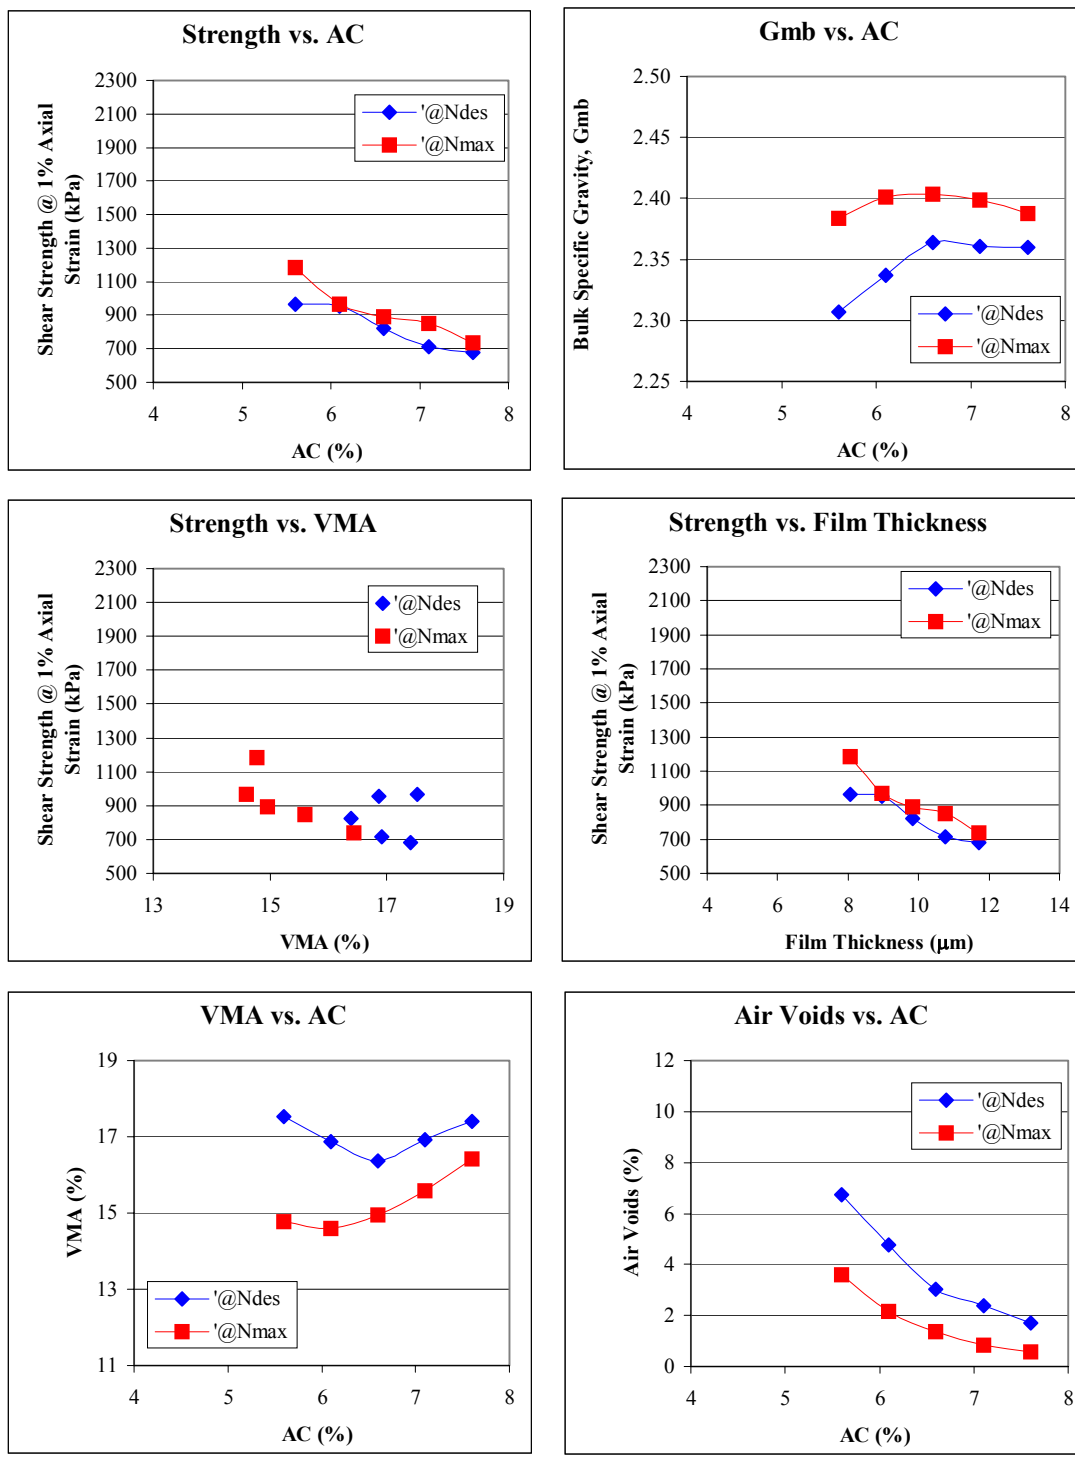 Strength vs. AC
Shear Strength @ 1% Axial
Strain (kPa)
2300
2100
1900
1700
1500
1300
1100
900
700
500
'@Ndes
'@Nmax
4 5 6 7 8
AC (%)
Gmb vs. AC
Bulk Specific Gravity, Gmb
2.50
2.45
2.40
2.35
2.30
2.25
'@Ndes
'@Nmax
4 5 6 7 8
AC (%)
Strength vs. VMA
Shear Strength @ 1% Axial
Strain (kPa)
2300
2100
1900
1700
1500
1300
1100
900
700
500
'@Ndes
'@Nmax
13 15 17 19
VMA (%)
Strength vs. Film Thickness
Shear Strength @ 1% Axial
Strain (kPa)
2300
2100
1900
1700
1500
1300
1100
900
700
500
'@Ndes
'@Nmax
4 6 8 10 12 14
Film Thickness (μm)
VMA vs. AC
VMA (%)
19
17
15
13
11
'@Ndes
'@Nmax
4 5 6 7 8
AC (%)
Air Voids vs. AC
Air Voids (%)
12
10
8
6
4
2
0
'@Ndes
'@Nmax
4 5 6 7 8
AC (%)